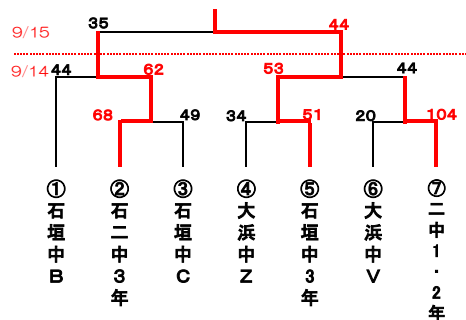 35 44
9/15
9/14 44 62 53 44
68 49 34 51 20 104
① 石垣中B
② 石二中3年
③ 石垣中C
④ 大浜中Z
⑤ 石垣中3年
⑥ 大浜中V
⑦ 二中1・2年